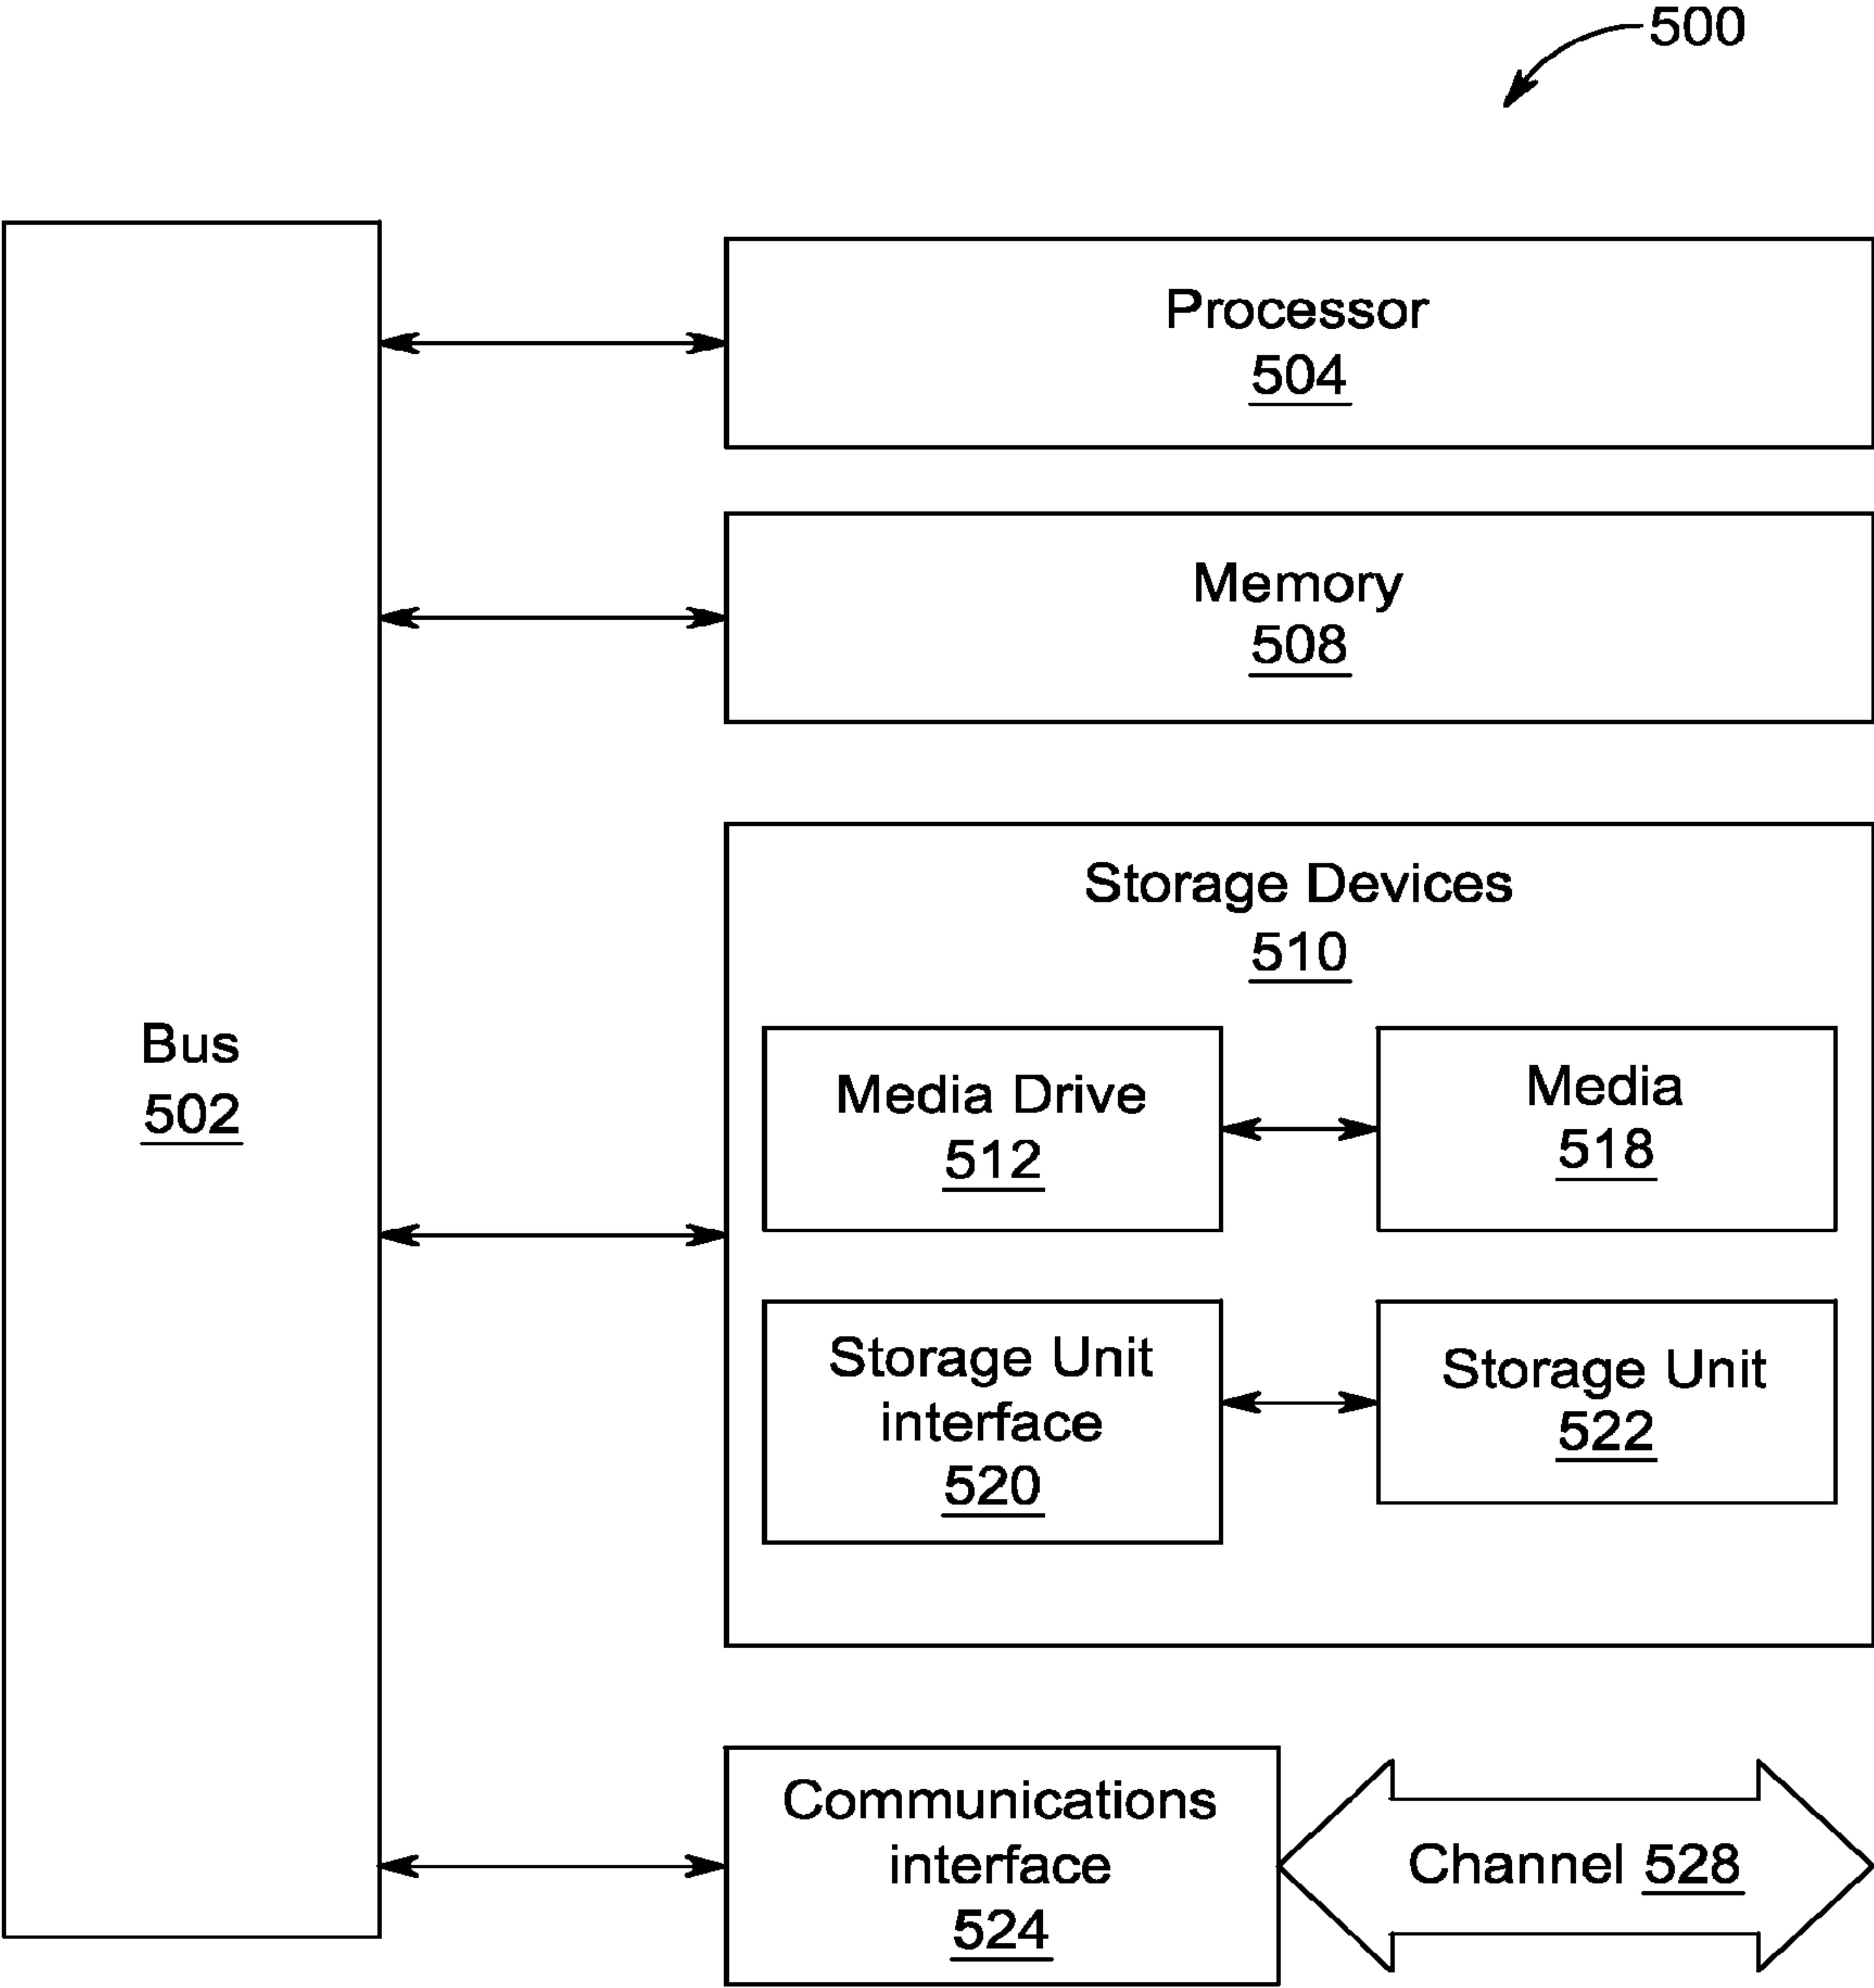 500
Processor
504
Memory
508
Storage Devices
510
Bus
502
Media Drive
512
Media
518
Storage Unit
interface
520
Storage Unit
522
Communications
interface
524
Channel 528